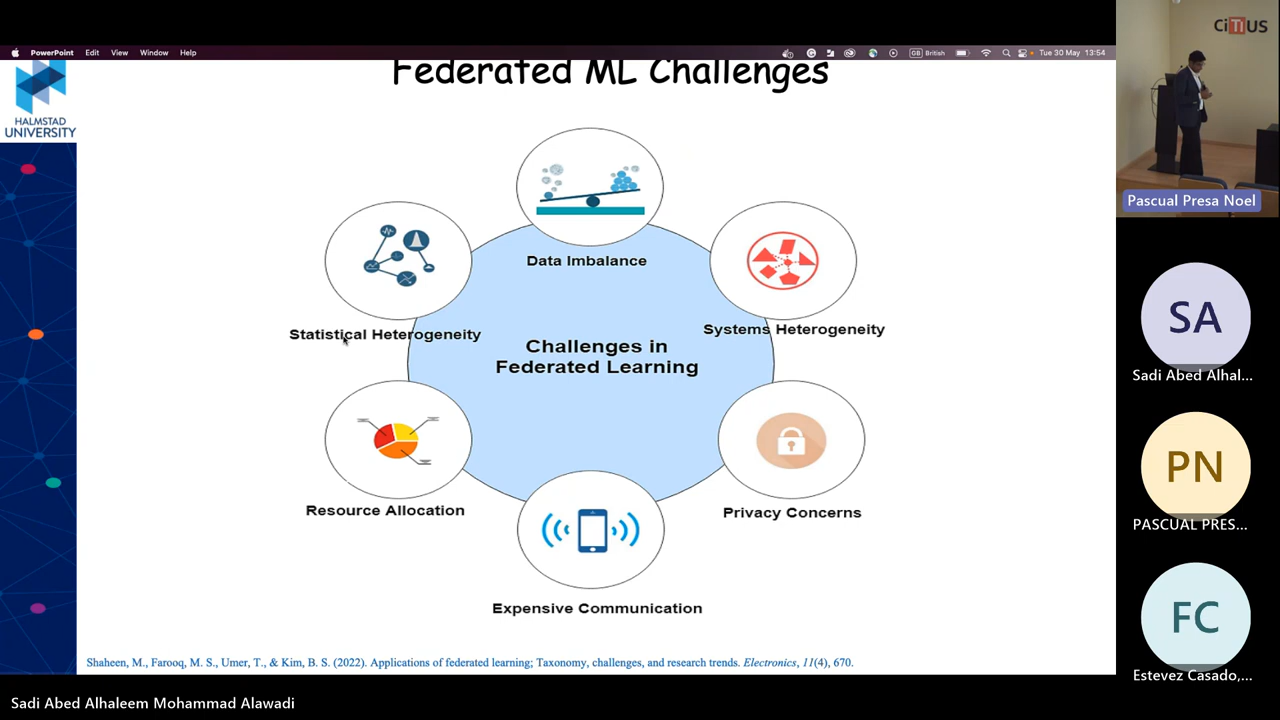 PowerPoint Edit View Window Help
British Tue 30 May 13:54
HALMSTAD
UNIVERSITY
Federated ML Challenges
Data Imbalance
Statistical Heterogeneity
Systems Heterogeneity
Challenges in
Federated Learning
Resource Allocation
Privacy Concerns
Expensive Communication
Shaheen, M., Farooq, M. S., Umer, T., & Kim, B. S. (2022). Applications of federated learning; Taxonomy, challenges, and research trends. Electronics, 11(4), 670.
Sadi Abed Alhaleem Mohammad Alawadi
CiTIUS
Pascual Presa Noel
SA
Sadi Abed Alhal...
PN
PASCUAL PRES...
FC
Estevez Casado,...